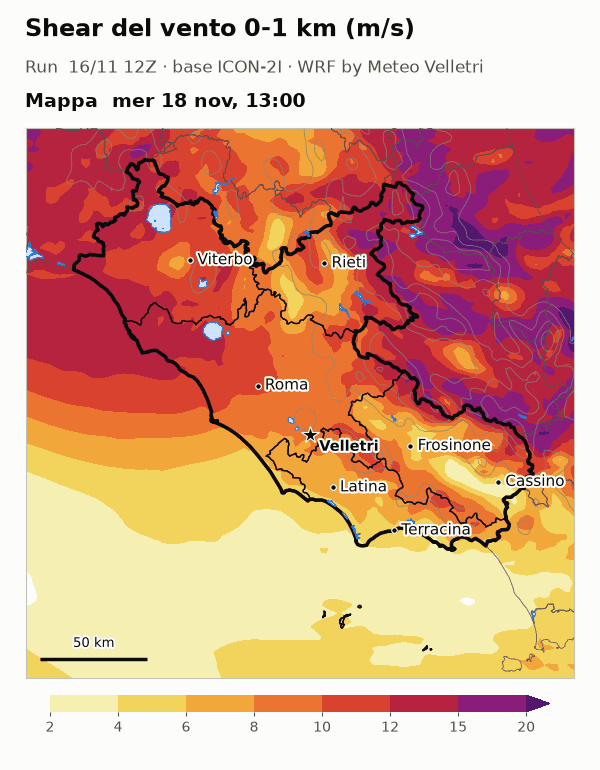 Shear del vento 0-1 km (m/s)
Run  16/11 12Z · base ICON-2I · WRF by Meteo Velletri
Mappa  mer 18 nov, 13:00
Viterbo
Rieti
Roma
Velletri
Frosinone
Latina
Cassino
Terracina
50 km
2 4 6 8 10 12 15 20